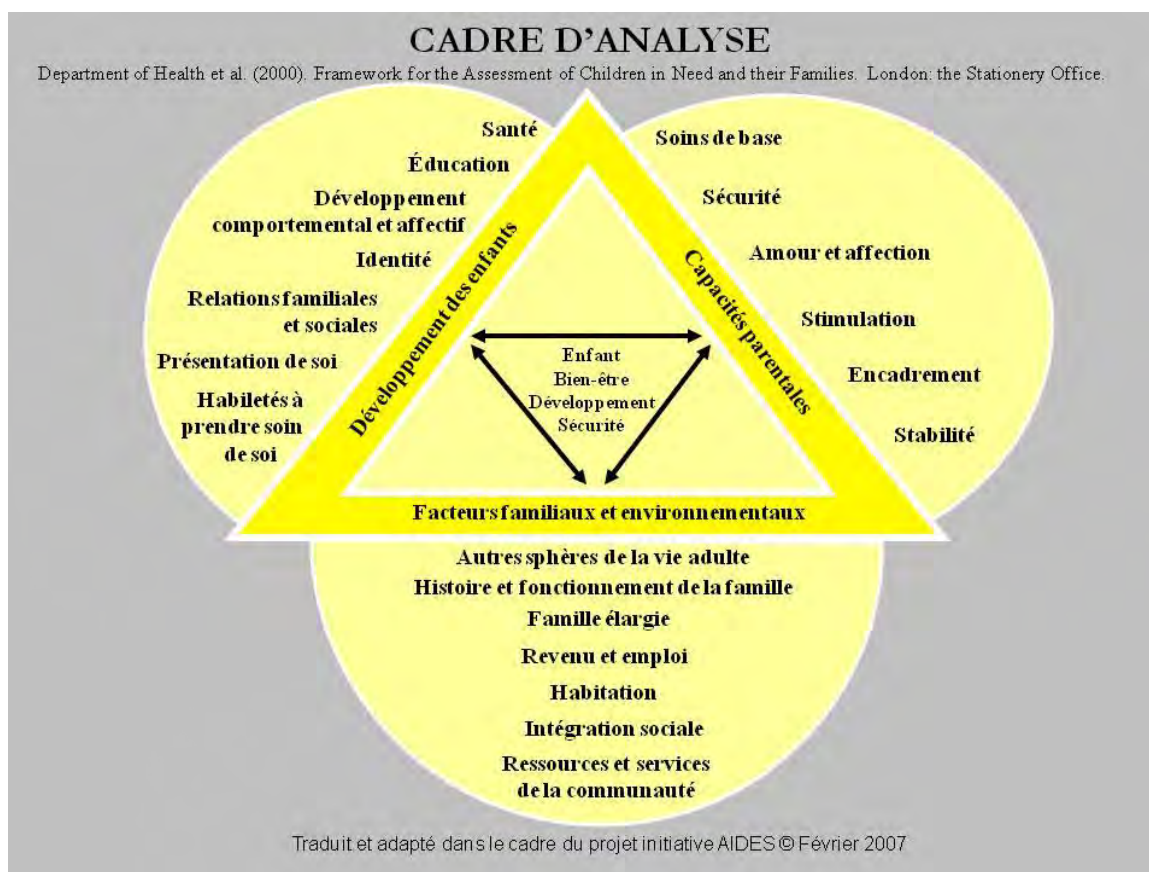 CADRE D'ANALYSE
Department of Health et al. (2000). Framework for the Assessment of Children in Need and their Families. London: the Stationery Office.
Santé
Éducation
Développement
comportemental et affectif
Identité
Relations familiales
et sociales
Présentation de soi
Habiletés à
prendre soin
de soi
Développement des enfants
Soins de base
Sécurité
Amour et affection
Stimulation
Encadrement
Stabilité
Capacités parentales
Enfant
Bien-être
Développement
Sécurité
Facteurs familiaux et environnementaux
Autres sphères de la vie adulte
Histoire et fonctionnement de la famille
Famille élargie
Revenu et emploi
Habitation
Intégration sociale
Ressources et services
de la communauté
Traduit et adapté dans le cadre du projet initiative AIDES © Février 2007